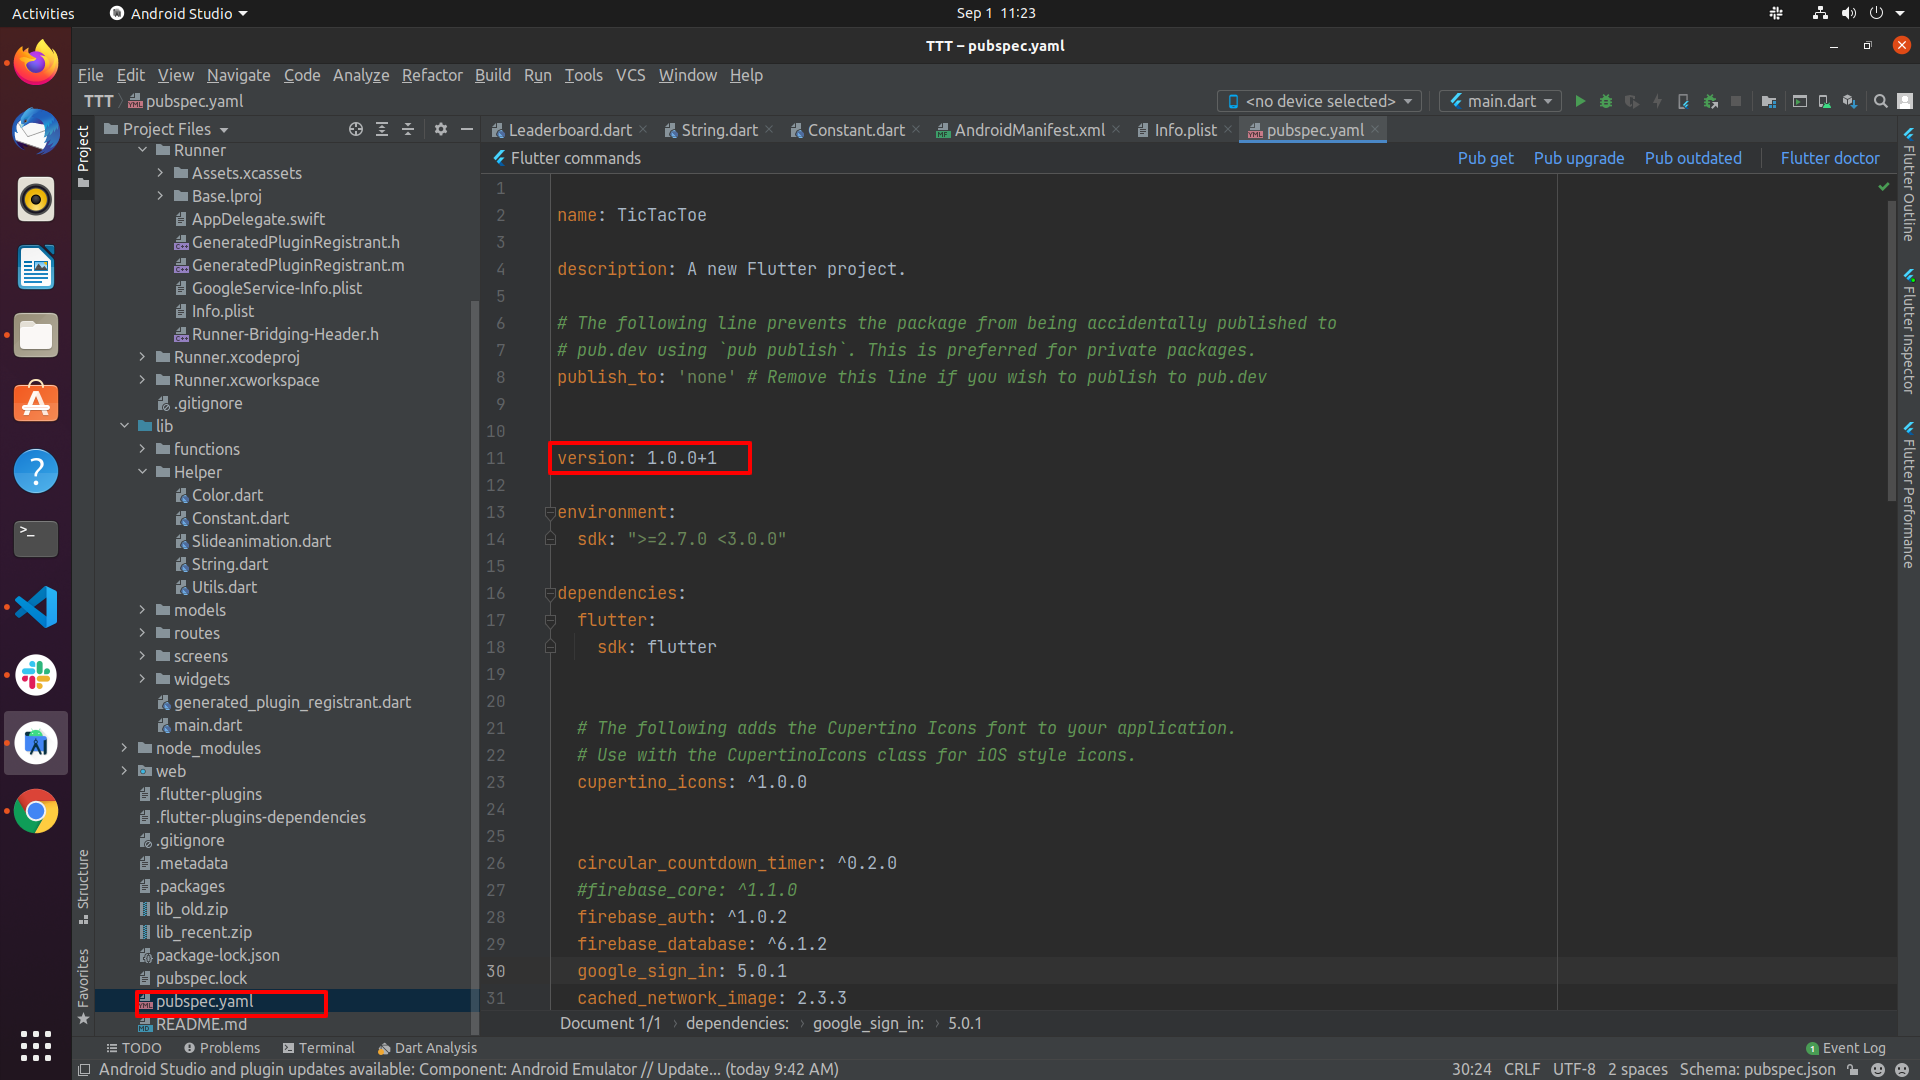 Activities
Android Studio
Sep 1 11:23
TTT – pubspec.yaml
File Edit View Navigate Code Analyze Refactor Build Run Tools VCS Window Help
TTT pubspec.yaml
<no device selected>
main.dart
Project Files
Leaderboard.dart
String.dart
Constant.dart
AndroidManifest.xml
Info.plist
pubspec.yaml
Flutter commands
Pub get
Pub upgrade
Pub outdated
Flutter doctor
Project
Structure
Favorites
Runner
Assets.xcassets
Base.lproj
AppDelegate.swift
GeneratedPluginRegistrant.h
GeneratedPluginRegistrant.m
GoogleService-Info.plist
Info.plist
Runner-Bridging-Header.h
Runner.xcodeproj
Runner.xcworkspace
.gitignore
lib
functions
Helper
Color.dart
Constant.dart
Slideanimation.dart
String.dart
Utils.dart
models
routes
screens
widgets
generated_plugin_registrant.dart
main.dart
node_modules
web
.flutter-plugins
.flutter-plugins-dependencies
.gitignore
.metadata
.packages
lib_old.zip
lib_recent.zip
package-lock.json
pubspec.lock
pubspec.yaml
README.md
1
2 name: TicTacToe
3
4 description: A new Flutter project.
5
6 # The following line prevents the package from being accidentally published to
7 # pub.dev using `pub publish`. This is preferred for private packages.
8 publish_to: 'none' # Remove this line if you wish to publish to pub.dev
9
10
11 version: 1.0.0+1
12
13 environment:
14 sdk: ">=2.7.0 <3.0.0"
15
16 dependencies:
17 flutter:
18 sdk: flutter
19
20
21 # The following adds the Cupertino Icons font to your application.
22 # Use with the CupertinoIcons class for iOS style icons.
23 cupertino_icons: ^1.0.0
24
25
26 circular_countdown_timer: ^0.2.0
27 #firebase_core: ^1.1.0
28 firebase_auth: ^1.0.2
29 firebase_database: ^6.1.2
30 google_sign_in: 5.0.1
31 cached_network_image: 2.3.3
Flutter Outline
Flutter Inspector
Flutter Performance
Document 1/1 › dependencies: › google_sign_in: › 5.0.1
TODO
Problems
Terminal
Dart Analysis
1 Event Log
Android Studio and plugin updates available: Component: Android Emulator // Update... (today 9:42 AM)
30:24 CRLF UTF-8 2 spaces Schema: pubspec.json